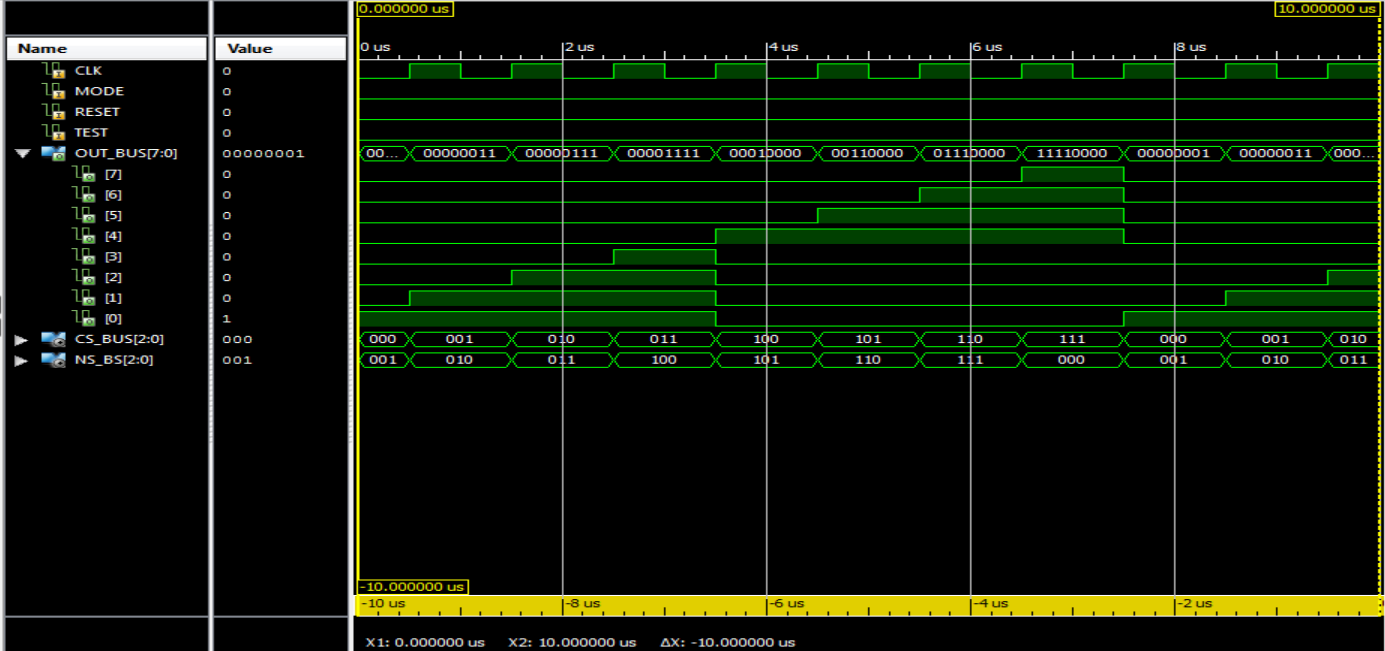 0.000000 us 10.000000 us
Name Value 0 us 2 us 4 us 6 us 8 us
CLK 0
MODE 0
RESET 0
TEST 0
OUT_BUS[7:0] 00000001 00... 00000011 00000111 00001111 00010000 00110000 01110000 11110000 00000001 00000011 000...
[7] 0
[6] 0
[5] 0
[4] 0
[3] 0
[2] 0
[1] 0
[0] 1
CS_BUS[2:0] 000 000 001 010 011 100 101 110 111 000 001 010
NS_BS[2:0] 001 001 010 011 100 101 110 111 000 001 010 011
-10.000000 us
-10 us -8 us -6 us -4 us -2 us
X1: 0.000000 us X2: 10.000000 us ΔX: -10.000000 us